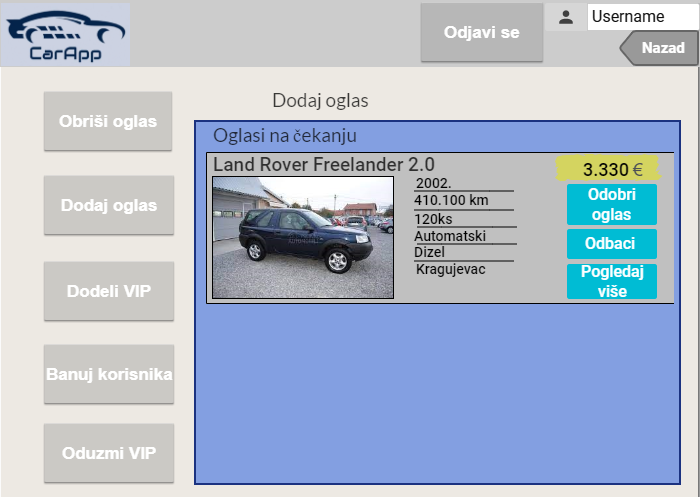 CarApp
Odjavi se
Username
Nazad
Obriši oglas
Dodaj oglas
Dodeli VIP
Banuj korisnika
Oduzmi VIP
Dodaj oglas
Oglasi na čekanju
Land Rover Freelander 2.0
2002.
410.100 km
120ks
Automatski
Dizel
Kragujevac
3.330 €
Odobri
oglas
Odbaci
Pogledaj
više